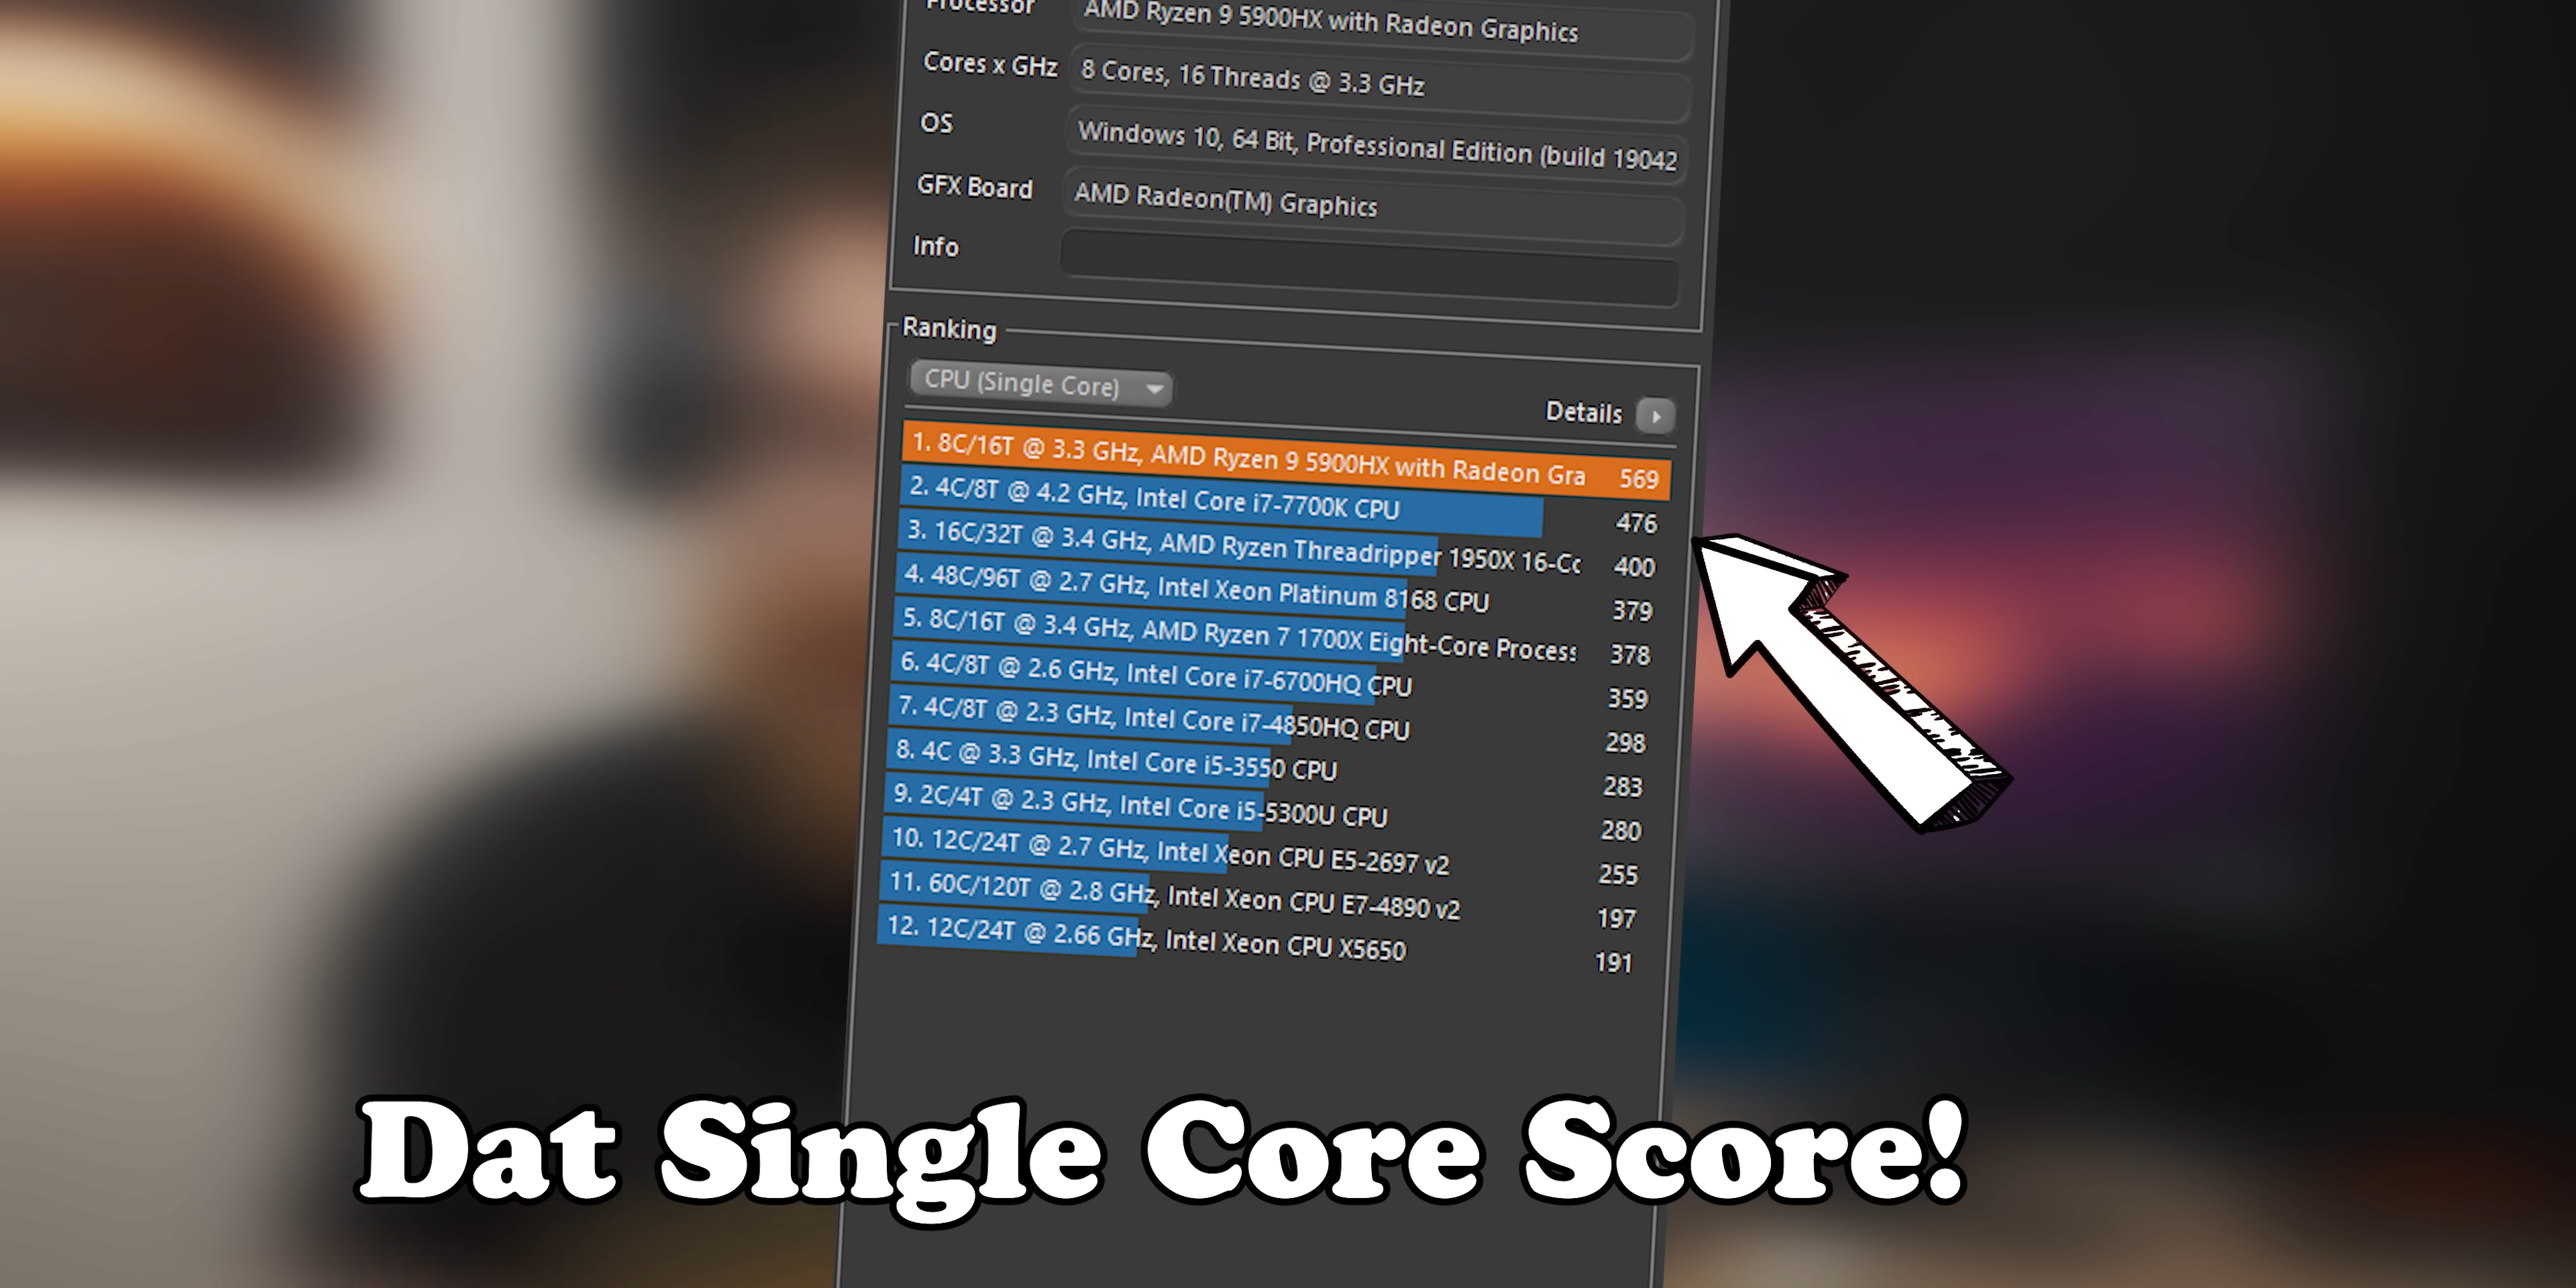 Processor AMD Ryzen 9 5900HX with Radeon Graphics
Cores x GHz 8 Cores, 16 Threads @ 3.3 GHz
OS Windows 10, 64 Bit, Professional Edition (build 19042
GFX Board AMD Radeon(TM) Graphics
Info
Ranking
CPU (Single Core)
Details
1. 8C/16T @ 3.3 GHz, AMD Ryzen 9 5900HX with Radeon Gra 569
2. 4C/8T @ 4.2 GHz, Intel Core i7-7700K CPU 476
3. 16C/32T @ 3.4 GHz, AMD Ryzen Threadripper 1950X 16-Cc 400
4. 48C/96T @ 2.7 GHz, Intel Xeon Platinum 8168 CPU 379
5. 8C/16T @ 3.4 GHz, AMD Ryzen 7 1700X Eight-Core Process 378
6. 4C/8T @ 2.6 GHz, Intel Core i7-6700HQ CPU 359
7. 4C/8T @ 2.3 GHz, Intel Core i7-4850HQ CPU 298
8. 4C @ 3.3 GHz, Intel Core i5-3550 CPU 283
9. 2C/4T @ 2.3 GHz, Intel Core i5-5300U CPU 280
10. 12C/24T @ 2.7 GHz, Intel Xeon CPU E5-2697 v2 255
11. 60C/120T @ 2.8 GHz, Intel Xeon CPU E7-4890 v2 197
12. 12C/24T @ 2.66 GHz, Intel Xeon CPU X5650 191
Dat Single Core Score!